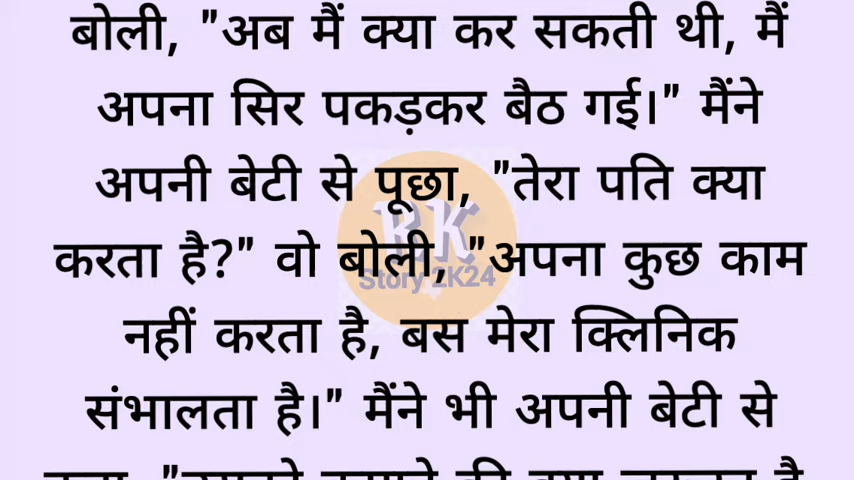 बोली, "अब मैं क्या कर सकती थी, मैं
अपना सिर पकड़कर बैठ गई।" मैंने
अपनी बेटी से पूछा, "तेरा पति क्या
करता है?" वो बोली,"अपना कुछ काम
नहीं करता है, बस मेरा क्लिनिक
संभालता है।" मैंने भी अपनी बेटी से
RK
Story 2K24